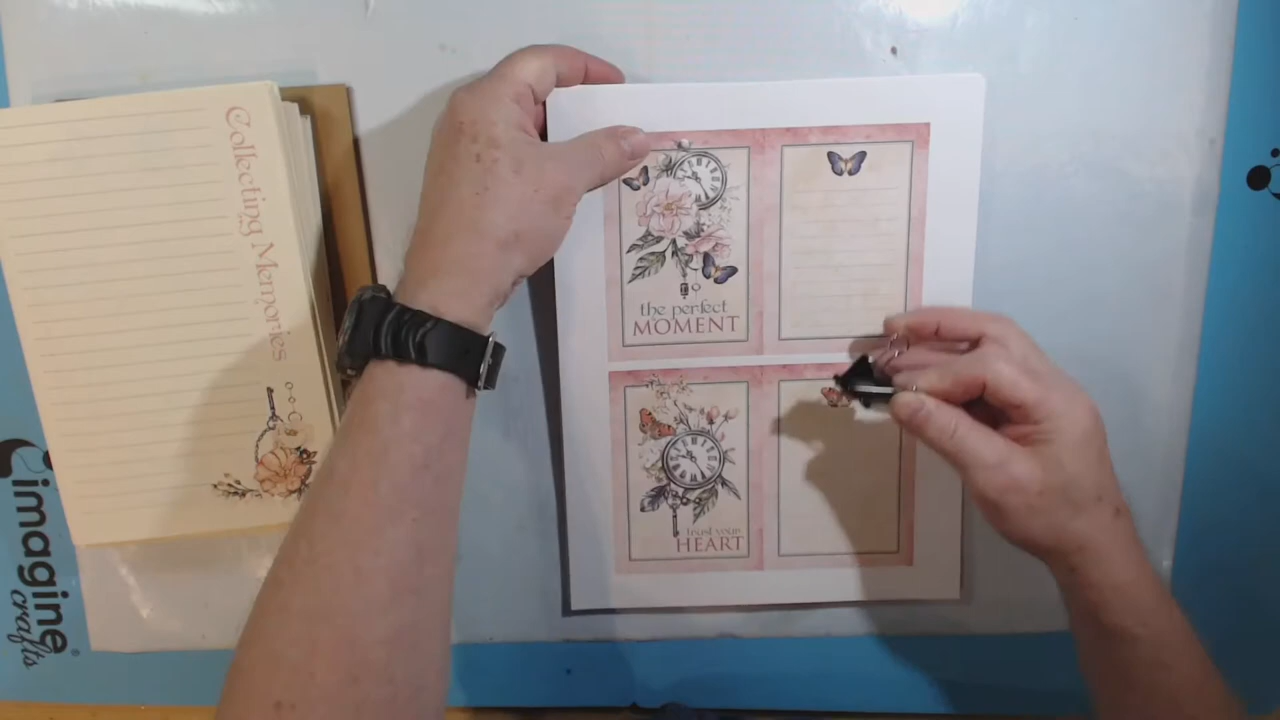 Collecting Memories
the perfect
MOMENT
trust your
HEART
imagine
crafts